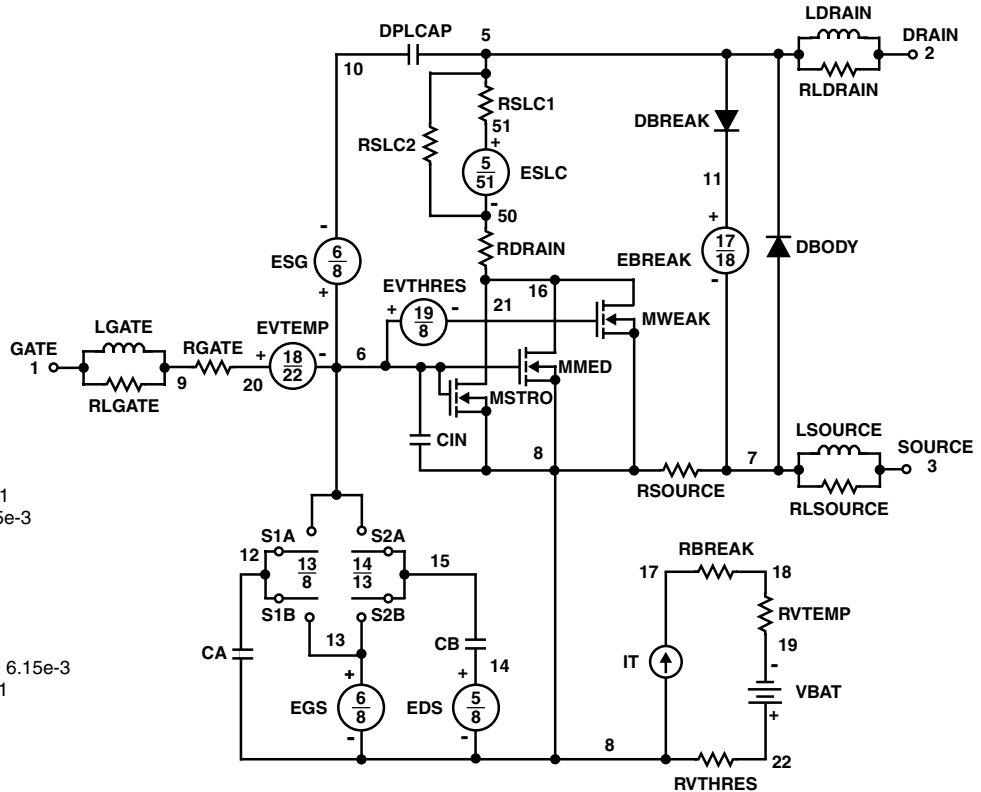 LDRAIN
DPLCAP 5 DRAIN
10 2
RSLC1 RLDRAIN
DBREAK
51
RSLC2 +
5
51 ESLC
11
-
50
- +
RDRAIN
6
8 17
18 DBODY
ESG EBREAK
EVTHRES 16 -
+
+ 19
8 - 21
LGATE MWEAK
EVTEMP
GATE RGATE + 18
22 - 6
1 MMED
9 20
MSTRO
RLGATE
CIN LSOURCE
8 7 SOURCE
3
RSOURCE
RLSOURCE
1
5e-3
S1A S2A
RBREAK
12 13
8 14
13 15
17 18
S1B S2B RVTEMP
13 CB 19
CA
6.15e-3 + + 14 IT -
1 VBAT
EGS 6
8 EDS 5
8
+
- -
8
22
RVTHRES